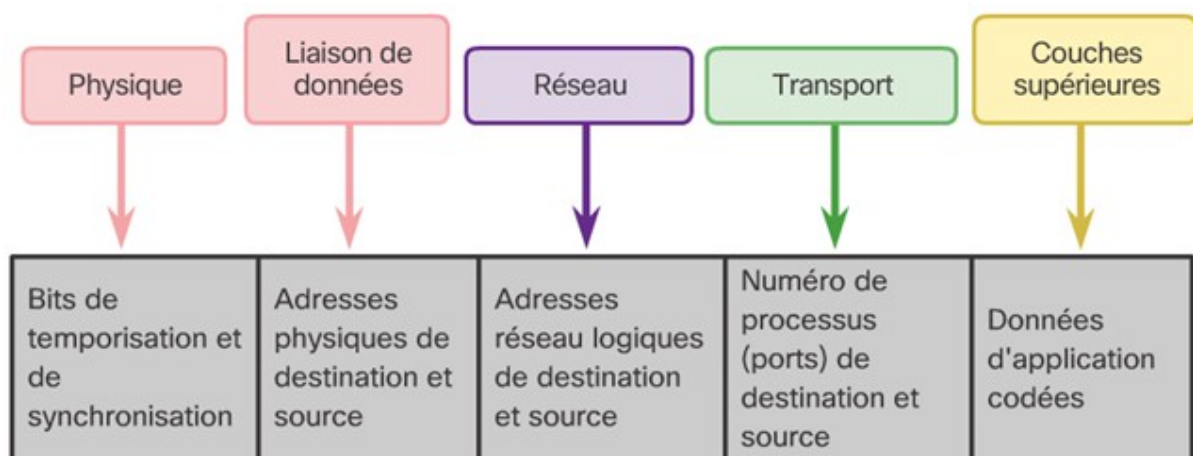 Physique
Liaison de
données
Réseau
Transport
Couches
supérieures
Bits de
temporisation et
de
synchronisation
Adresses
physiques de
destination et
source
Adresses
réseau logiques
de destination
et source
Numéro de
processus
(ports) de
destination et
source
Données
d'application
codées